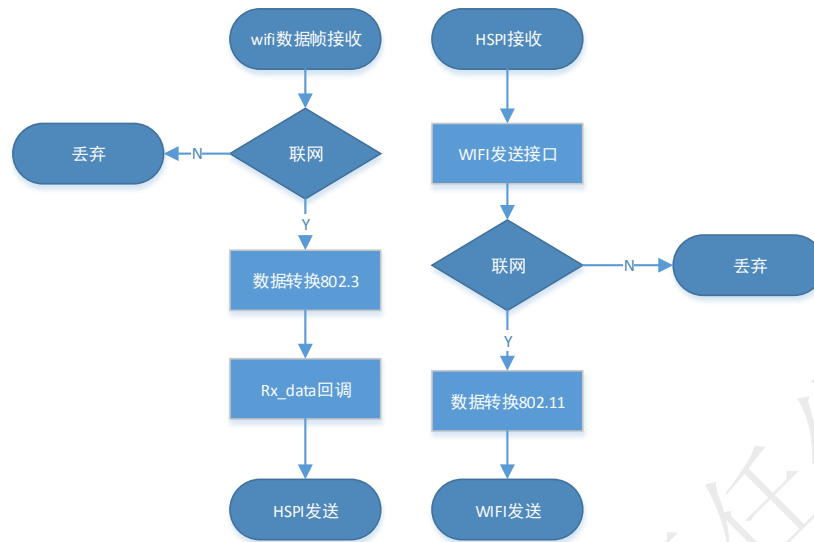 wifi数据帧接收
联网
N
丢弃
Y
数据转换802.3
Rx_data回调
HSPI发送
HSPI接收
WIFI发送接口
联网
N
丢弃
Y
数据转换802.11
WIFI发送
任